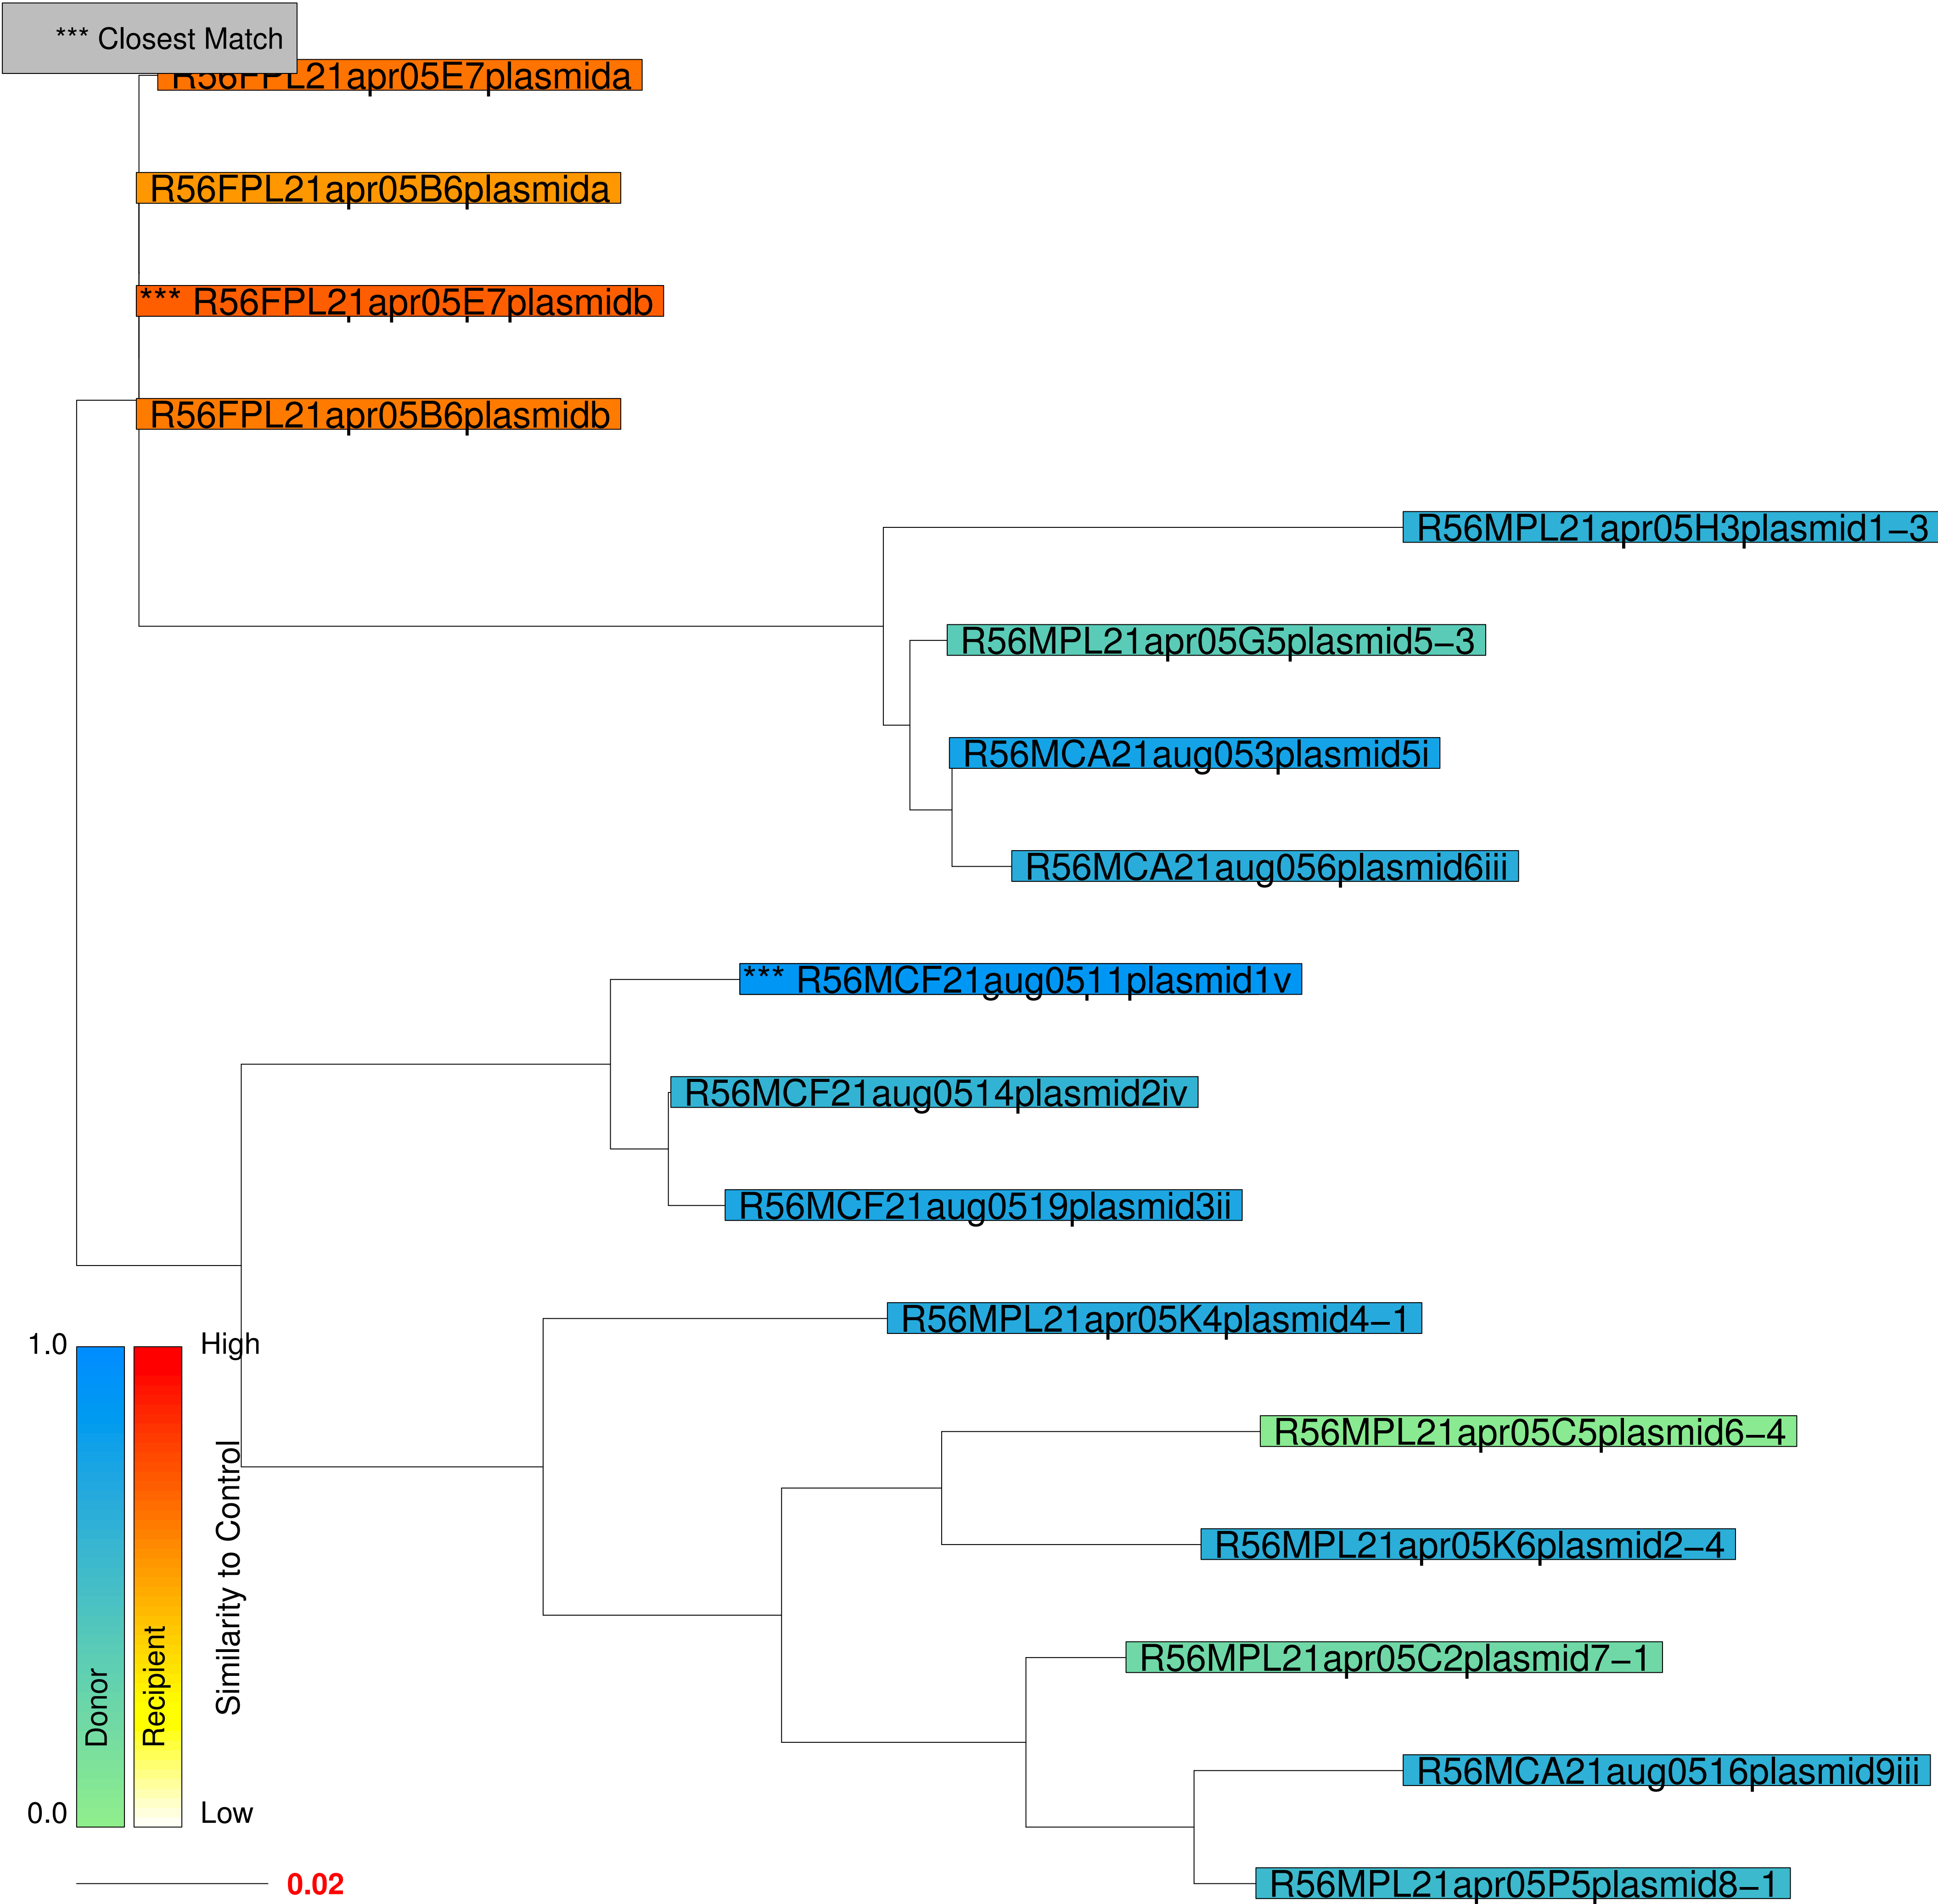 *** Closest Match
R56FPL21apr05E7plasmida
R56FPL21apr05B6plasmida
*** R56FPL21apr05E7plasmidb
R56FPL21apr05B6plasmidb
R56MPL21apr05H3plasmid1−3
R56MPL21apr05G5plasmid5−3
R56MCA21aug053plasmid5i
R56MCA21aug056plasmid6iii
*** R56MCF21aug0511plasmid1v
R56MCF21aug0514plasmid2iv
R56MCF21aug0519plasmid3ii
R56MPL21apr05K4plasmid4−1
1.0
High
R56MPL21apr05C5plasmid6−4
R56MPL21apr05K6plasmid2−4
Similarity to Control
Donor
Recipient
R56MPL21apr05C2plasmid7−1
R56MCA21aug0516plasmid9iii
0.0
Low
0.02
R56MPL21apr05P5plasmid8−1